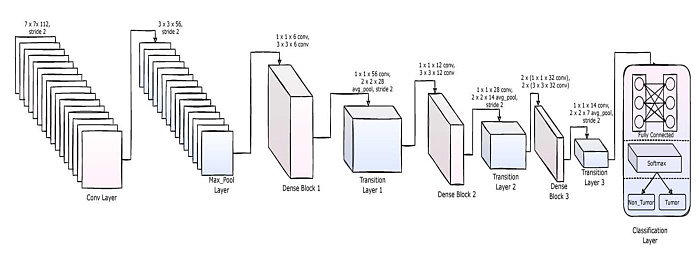 7 x 7x 112,
stride 2
Conv Layer
3 x 3 x 56,
stride 2
Max_Pool
Layer
1 x 1 x 6 conv
3 x 3 x 6 conv
Dense Block 1
1 x 1 x 56 conv,
2 x 2 x 28
avg_pool, stride 2
Transition
Layer 1
1 x 1 x 12 conv,
3 x 3 x 12 conv
Dense Block 2
1 x 1 x 28 conv,
2 x 2 x 14 avg_pool,
stride 2
Transition
Layer 2
2 x (1 x 1 x 32 conv),
2 x (3 x 3 x 32 conv)
Dense
Block 3
1 x 1 x 14 conv,
2 x 2 x 7 avg_pool,
stride 2
Transition
Layer 3
Fully Connected
Softmax
Non_Tumor
Tumor
Classification
Layer